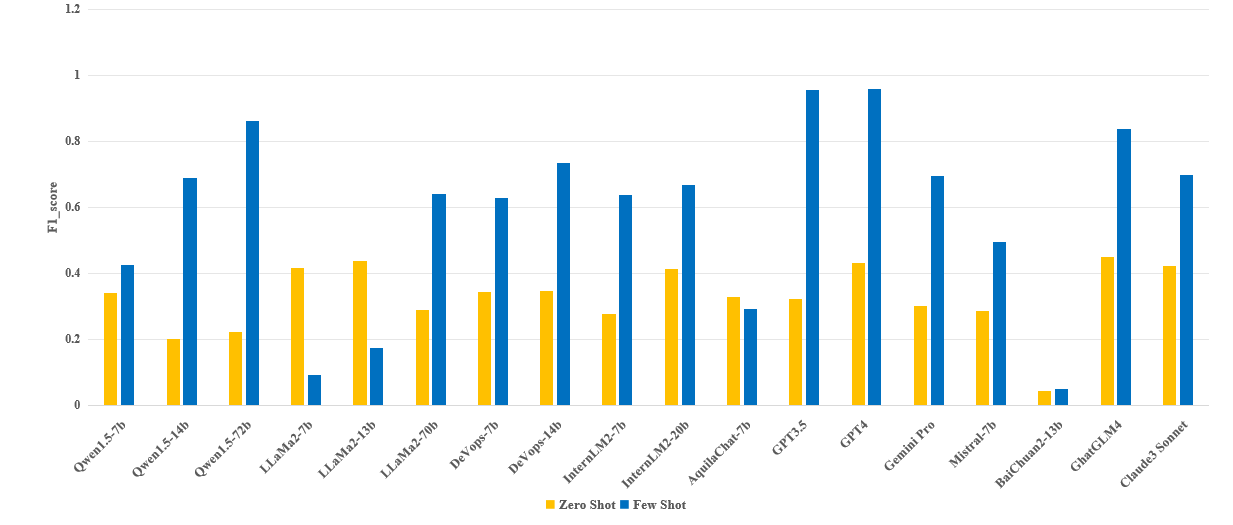 1.2
1
0.8
0.6
0.4
0.2
0
F1_score
Qwen1.5-7b
Qwen1.5-14b
Qwen1.5-72b
LLaMa2-7b
LLaMa2-13b
LLaMa2-70b
DeVops-7b
DeVops-14b
InternLM2-7b
InternLM2-20b
AquilaChat-7b
GPT3.5
GPT4
Gemini Pro
Mistral-7b
BaiChuan2-13b
GhatGLM4
Claude3 Sonnet
Zero Shot Few Shot